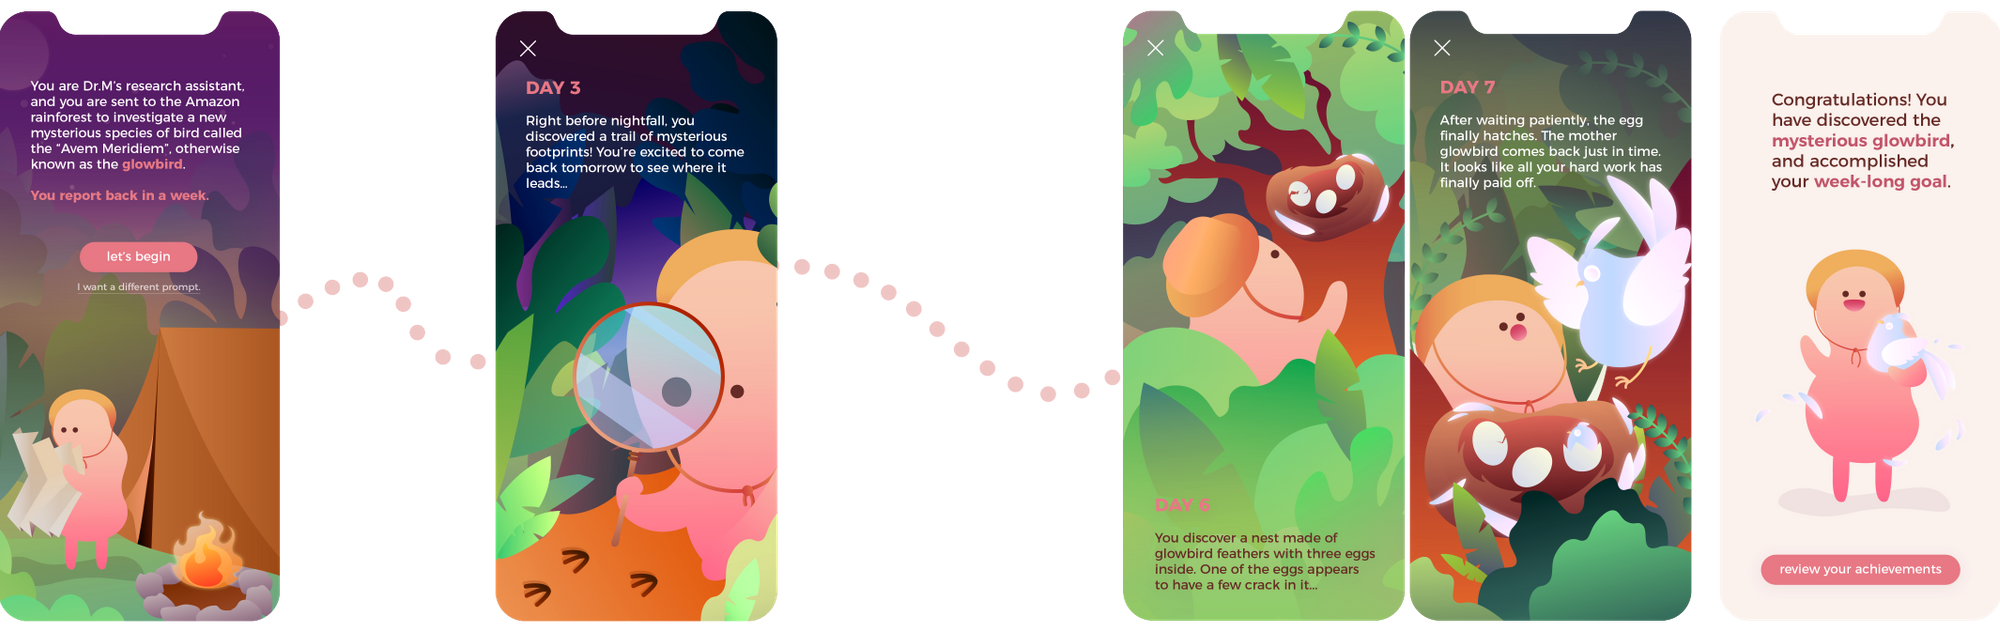 You are Dr.M's research assistant,
and you are sent to the Amazon
rainforest to investigate a new
mysterious species of bird called
the “Avem Meridiem”, otherwise
known as the glowbird.
You report back in a week.
let's begin
I want a different prompt.
DAY 3
Right before nightfall, you
discovered a trail of mysterious
footprints! You're excited to come
back tomorrow to see where it
leads...
DAY 6
You discover a nest made of
glowbird feathers with three eggs
inside. One of the eggs appears
to have a few crack in it...
DAY 7
After waiting patiently, the egg
finally hatches. The mother
glowbird comes back just in time.
It looks like all your hard work has
finally paid off.
Congratulations! You
have discovered the
mysterious glowbird,
and accomplished
your week-long goal.
review your achievements